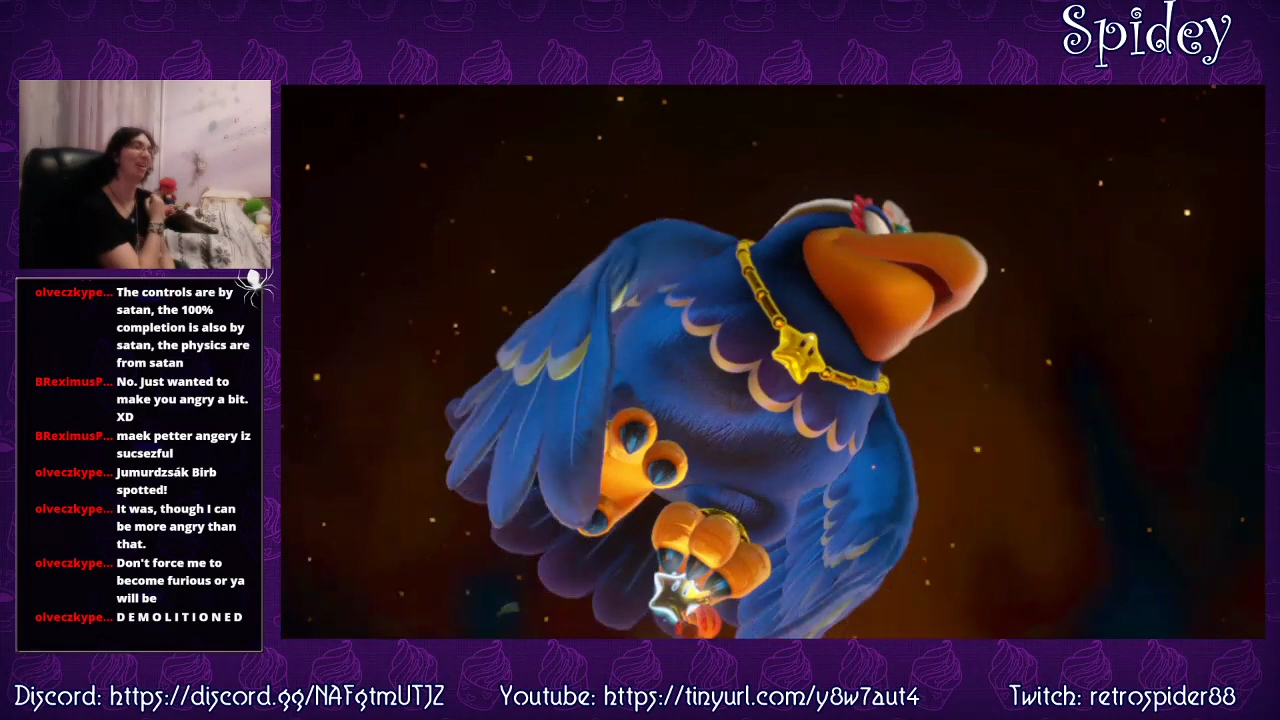 Spidey
olveczkype... The controls are by
satan, the 100%
completion is also by
satan, the physics are
from satan
BReximusP... No. Just wanted to
make you angry a bit.
XD
BReximusP... maek petter angery iz
sucsezful
olveczkype... Jumurdzsák Birb
spotted!
olveczkype... It was, though I can
be more angry than
that.
olveczkype... Don't force me to
become furious or ya
will be
olveczkype... D E M O L I T I O N E D
Discord: https://discord.gg/NAFgtmUTJZ
Youtube: https://tinyurl.com/y8w7aut4
Twitch: retrospider88